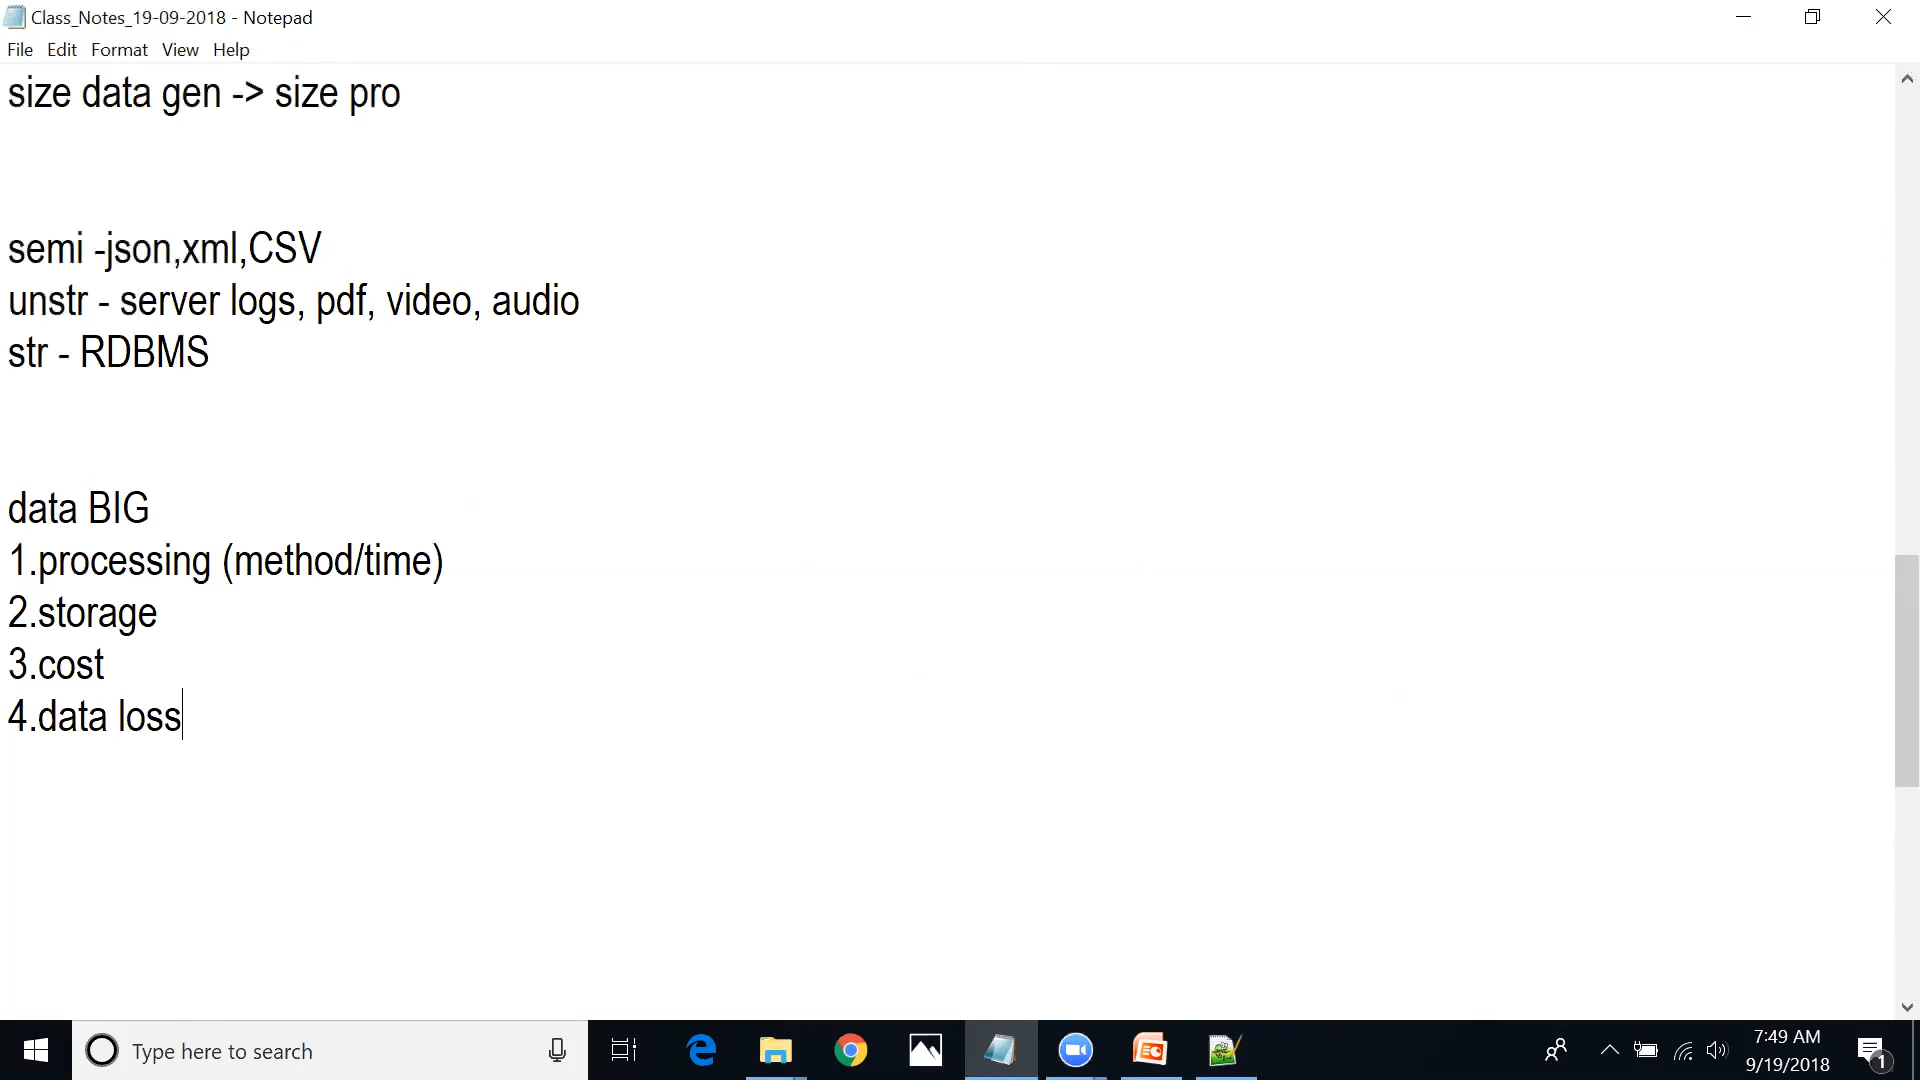 Class_Notes_19-09-2018 - Notepad
File Edit Format View Help
size data gen -> size pro
semi -json,xml,CSV
unstr - server logs, pdf, video, audio
str - RDBMS
data BIG
1.processing (method/time)
2.storage
3.cost
4.data loss
Type here to search
7:49 AM
9/19/2018
1